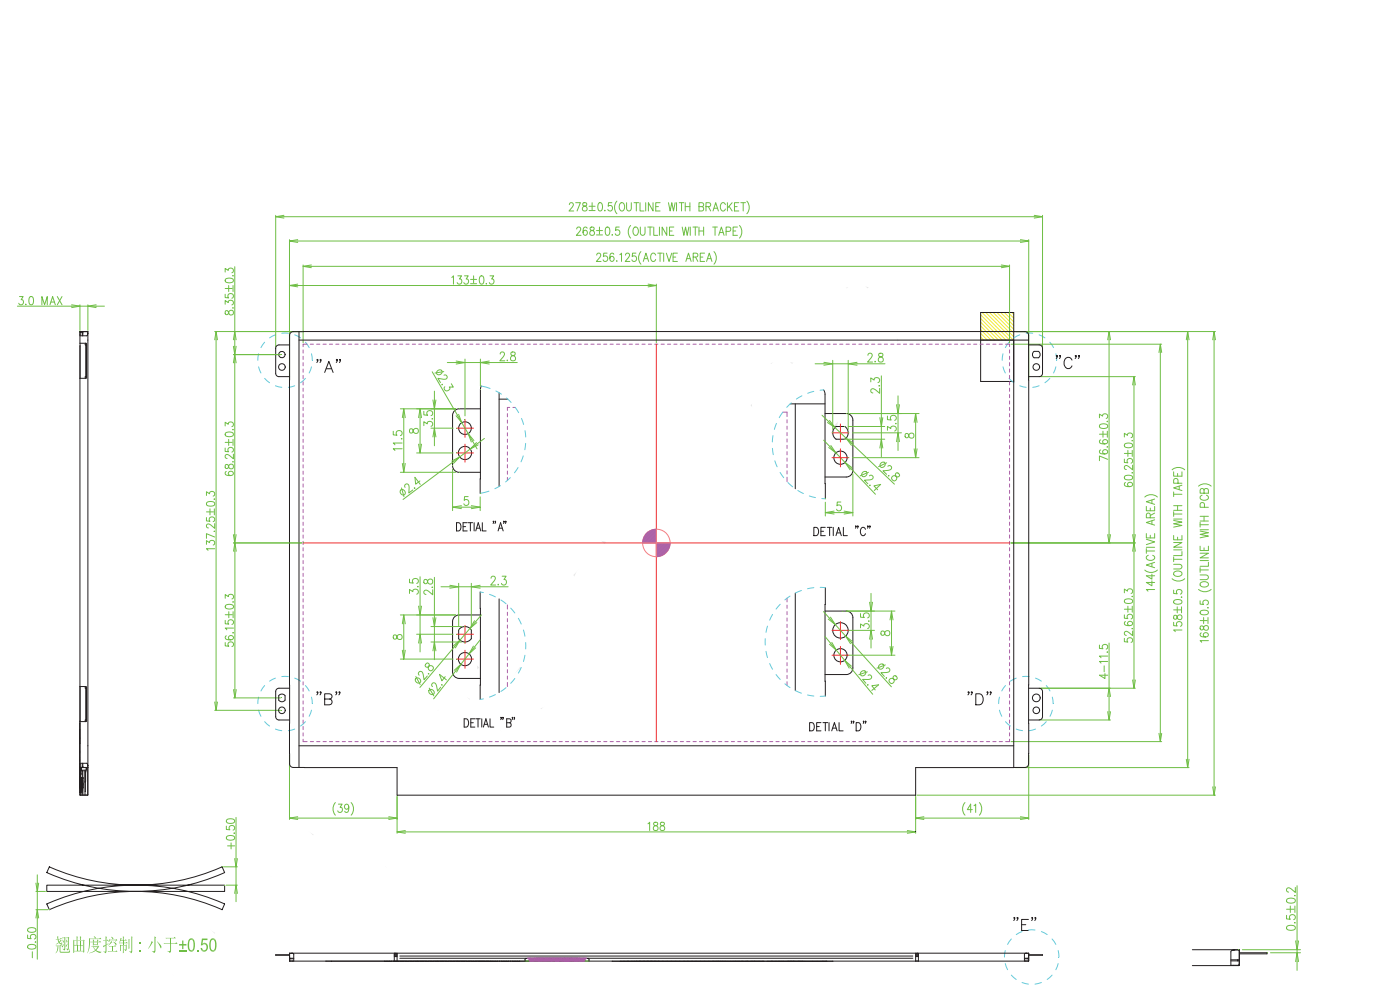 278±0.5(OUTLINE WITH BRACKET)
268±0.5 (OUTLINE WITH TAPE)
256.125(ACTIVE AREA)
133±0.3
8.35±0.3
3.0 MAX
"A"
"C"
2.8
ø2.3
3.5
8
11.5
ø2.4
5
DETIAL "A"
2.8
2.3
3.5
8
ø2.8
ø2.4
5
DETIAL "C"
68.25±0.3
137.25±0.3
56.15±0.3
76.6±0.3
60.25±0.3
144(ACTIVE AREA)
158±0.5 (OUTLINE WITH TAPE)
168±0.5 (OUTLINE WITH PCB)
52.65±0.3
4-11.5
3.5
2.8
2.3
8
ø2.8
ø2.4
DETIAL "B"
3.5
8
ø2.8
ø2.4
DETIAL "D"
"B"
"D"
(39)
188
(41)
+0.50
-0.50
翘曲度控制：小于±0.50
"E"
0.5±0.2